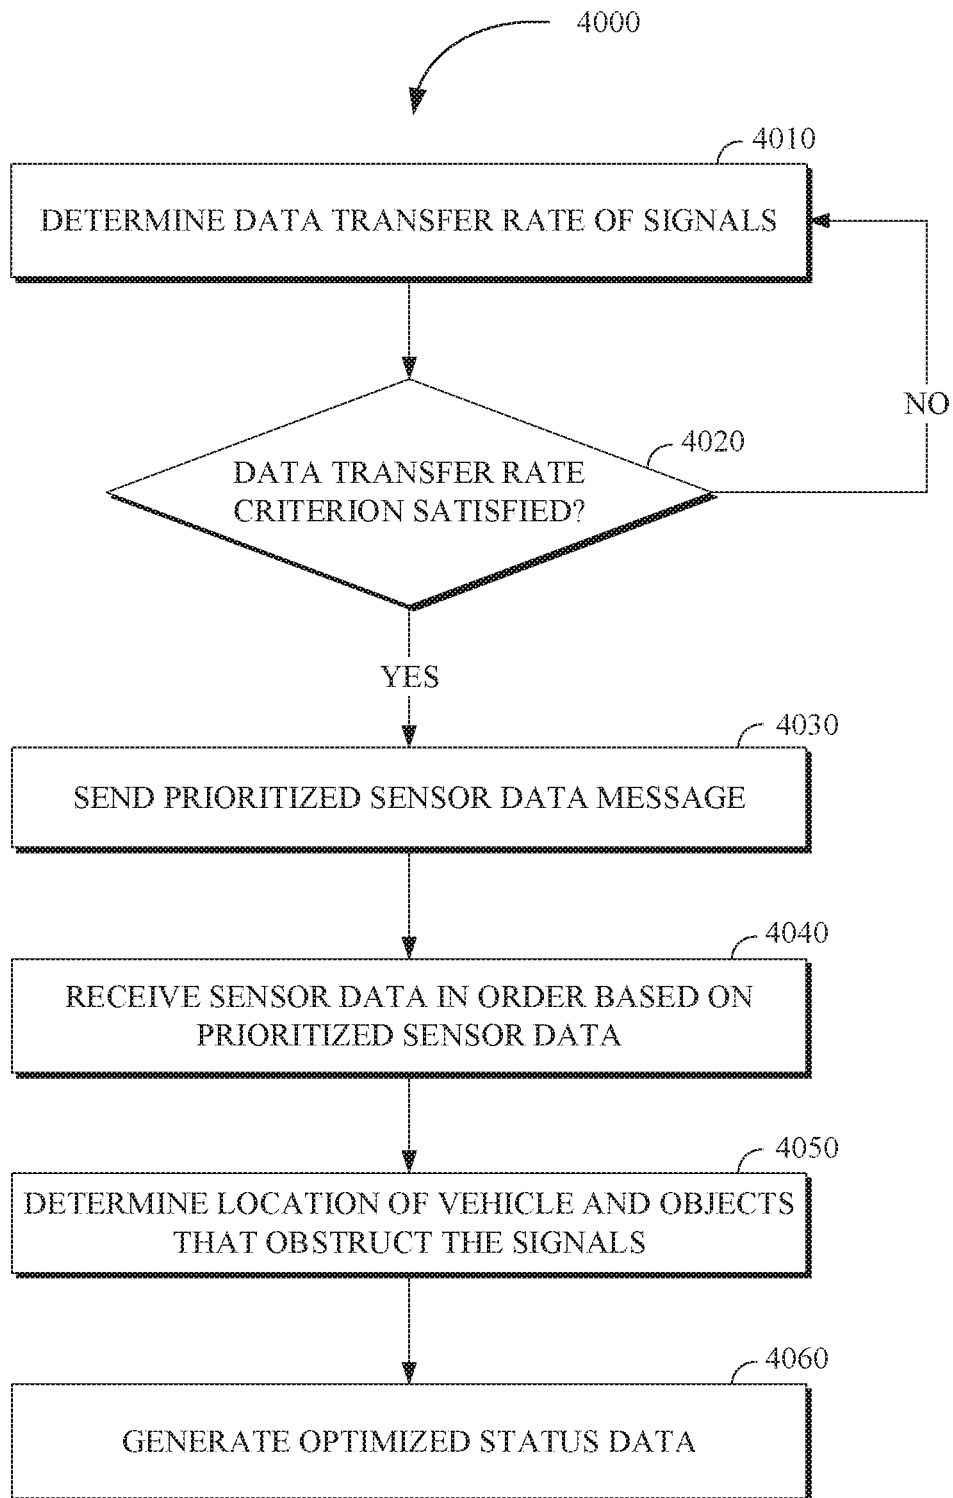 4000
4010
DETERMINE DATA TRANSFER RATE OF SIGNALS
NO
4020
DATA TRANSFER RATE
CRITERION SATISFIED?
YES
4030
SEND PRIORITIZED SENSOR DATA MESSAGE
4040
RECEIVE SENSOR DATA IN ORDER BASED ON
PRIORITIZED SENSOR DATA
4050
DETERMINE LOCATION OF VEHICLE AND OBJECTS
THAT OBSTRUCT THE SIGNALS
4060
GENERATE OPTIMIZED STATUS DATA